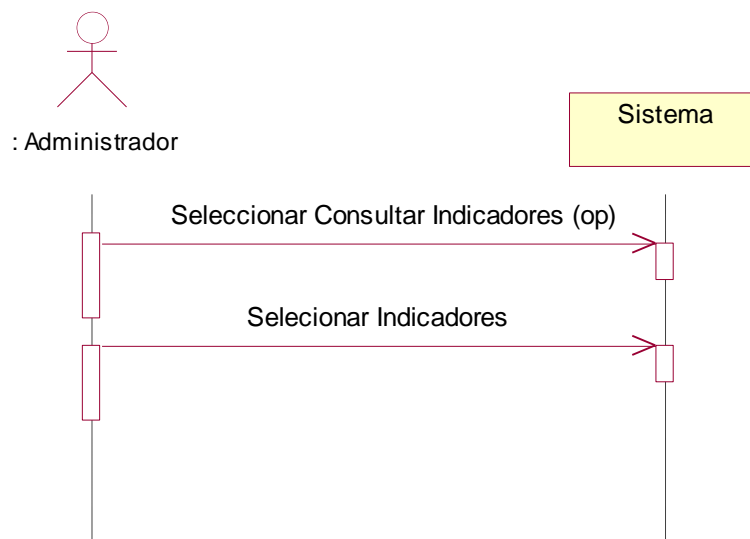 : Administrador
Sistema
Seleccionar Consultar Indicadores (op)
Selecionar Indicadores